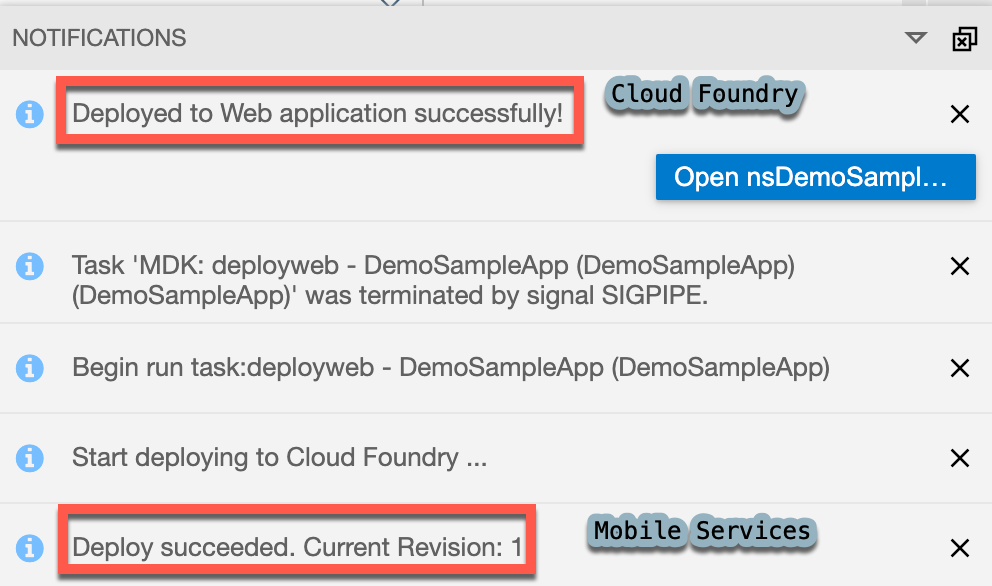 NOTIFICATIONS
Deployed to Web application successfully!
Cloud Foundry
Open nsDemoSampl...
Task 'MDK: deployweb - DemoSampleApp (DemoSampleApp)
(DemoSampleApp)' was terminated by signal SIGPIPE.
Begin run task:deployweb - DemoSampleApp (DemoSampleApp)
Start deploying to Cloud Foundry ...
Deploy succeeded. Current Revision: 1
Mobile Services